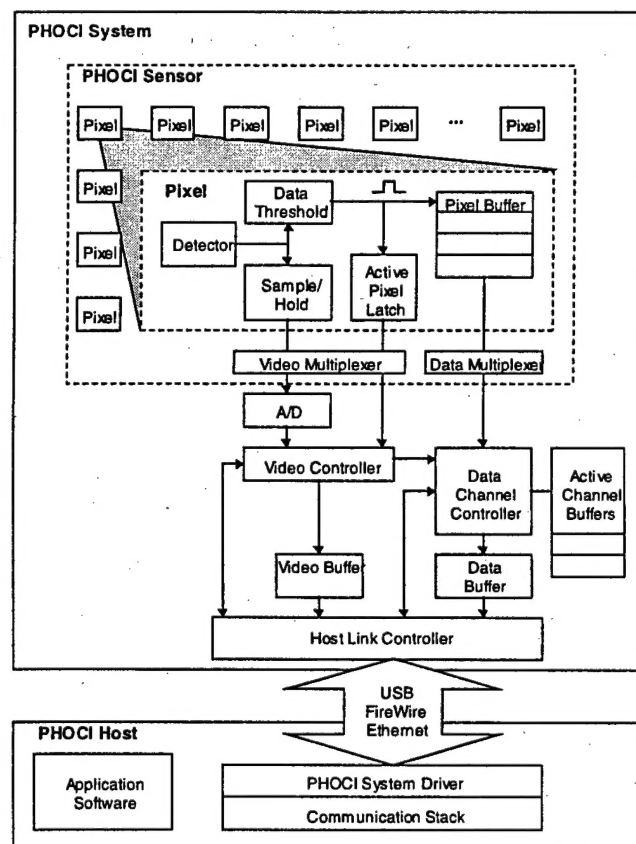 PHOCI System
PHOCI Sensor
Pixel Pixel Pixel Pixel Pixel ... Pixel
Pixel
Pixel
Pixel
Pixel
Detector
Data
Threshold
Sample/
Hold
Active
Pixel
Latch
Pixel Buffer
Video Multiplexer
Data Multiplexer
A/D
Video Controller
Data
Channel
Controller
Active
Channel
Buffers
Video Buffer
Data
Buffer
Host Link Controller
USB
FireWire
Ethernet
PHOCI Host
Application
Software
PHOCI System Driver
Communication Stack